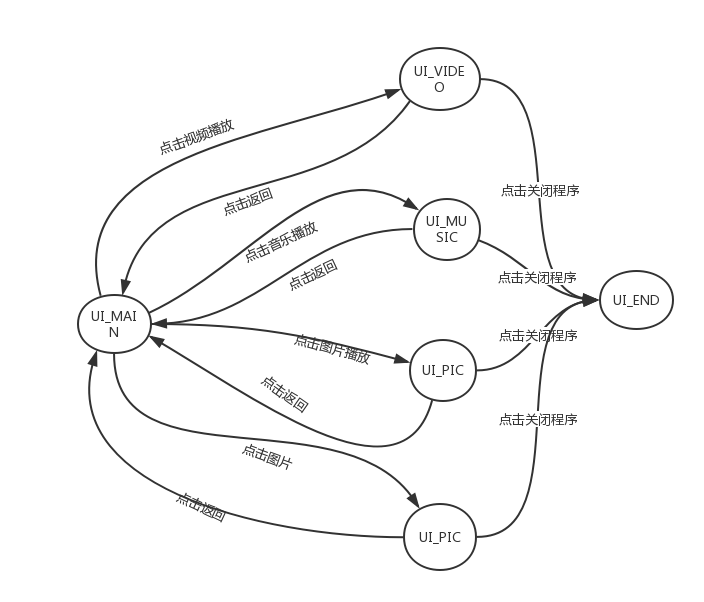 UI_VIDE
O
点击视频播放
点击返回
点击关闭程序
点击音乐播放
UI_MU
SIC
点击返回
点击关闭程序
UI_END
UI_MAI
N
点击图片播放
点击关闭程序
UI_PIC
点击返回
点击关闭程序
点击图片
点击返回
UI_PIC